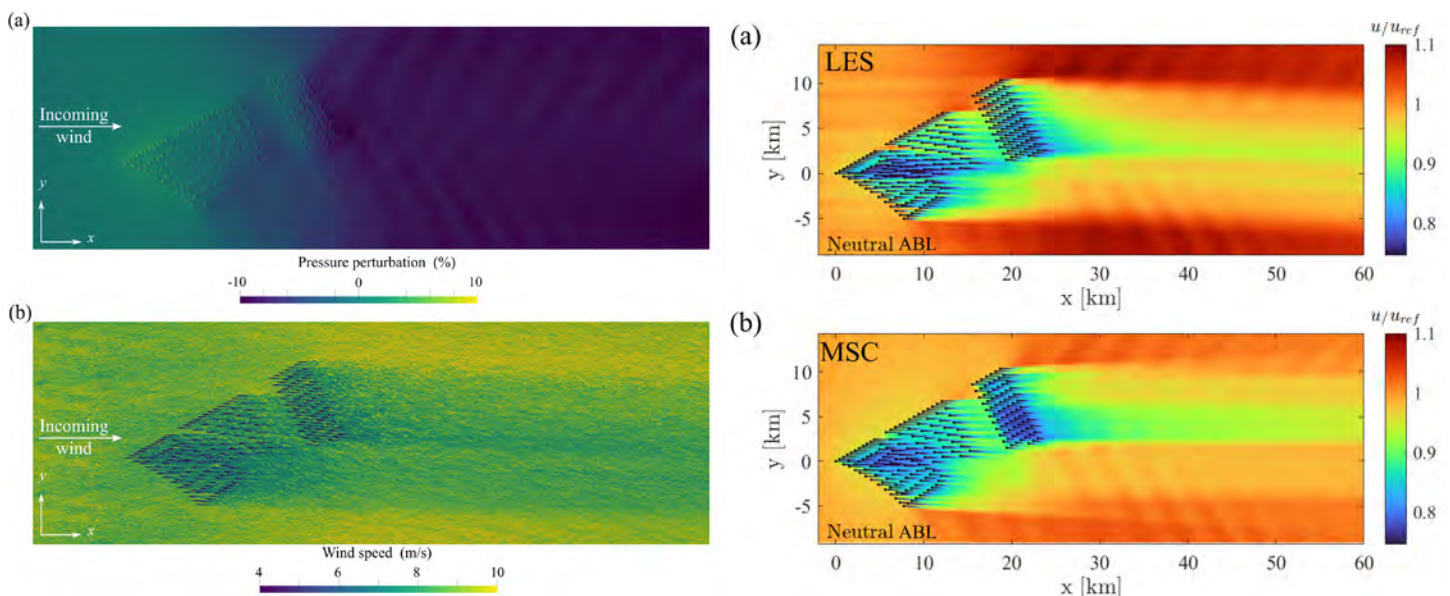 (a)
Incoming
wind
y
x
Pressure perturbation (%)
-10
-5
0
5
10
(b)
Incoming
wind
y
x
Wind speed (m/s)
4
6
8
10
(a)
LES
u/u_ref
1.1
1
0.9
0.8
y [km]
10
5
0
-5
Neutral ABL
0
10
20
30
40
50
60
x [km]
(b)
MSC
u/u_ref
1.1
1
0.9
0.8
y [km]
10
5
0
-5
Neutral ABL
0
10
20
30
40
50
60
x [km]